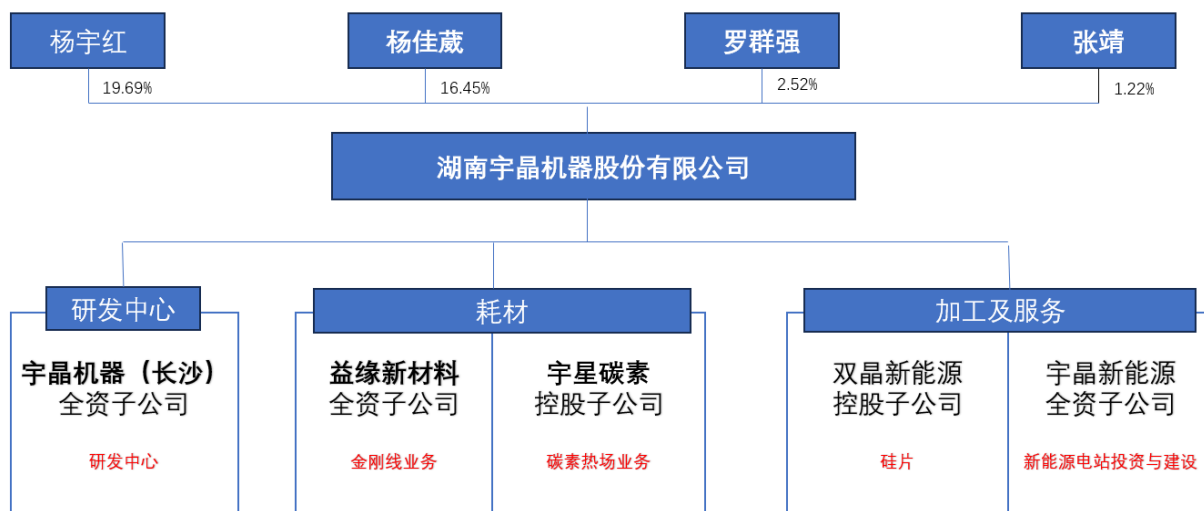 杨宇红
杨佳葳
罗群强
张靖
19.69%
16.45%
2.52%
1.22%
湖南宇晶机器股份有限公司
研发中心
耗材
加工及服务
宇晶机器（长沙）
全资子公司
研发中心
益缘新材料
全资子公司
金刚线业务
宇星碳素
控股子公司
碳素热场业务
双晶新能源
控股子公司
硅片
宇晶新能源
全资子公司
新能源电站投资与建设